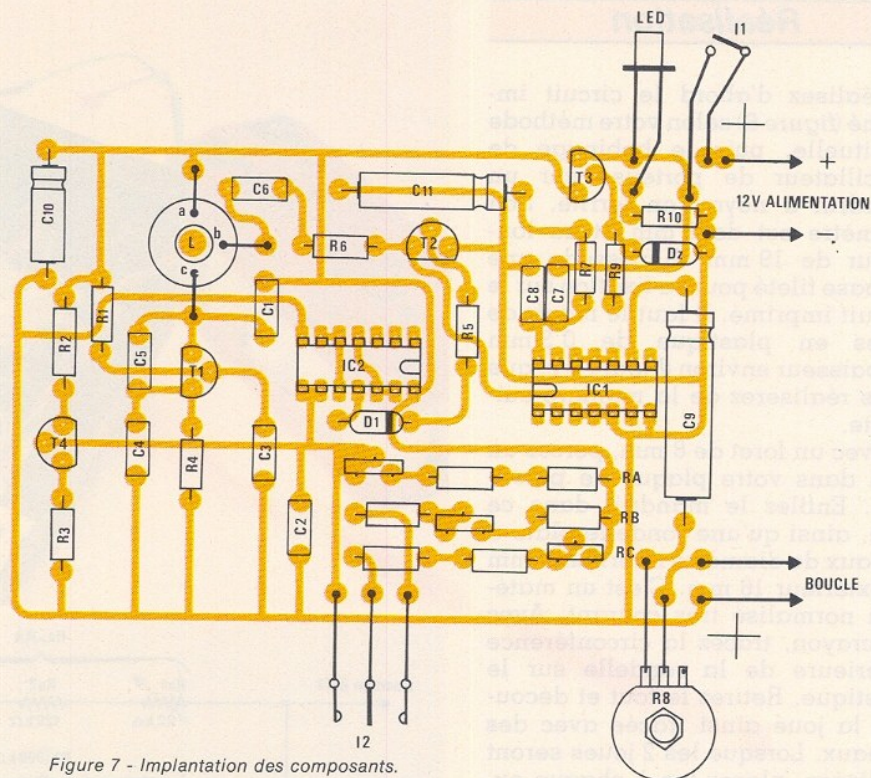 Réalisation
LED
I1
+
C10
a
C6
b
L
c
R6
C11
T2
T3
R10
12V ALIMENTATION
-
Dz
R7
R9
C8
C7
R2
R1
C5
C1
T1
R5
IC2
IC1
D1
C9
T4
C4
R4
C3
R3
C2
RA
RB
RC
BOUCLE
R8
I2
Figure 7 - Implantation des composants.